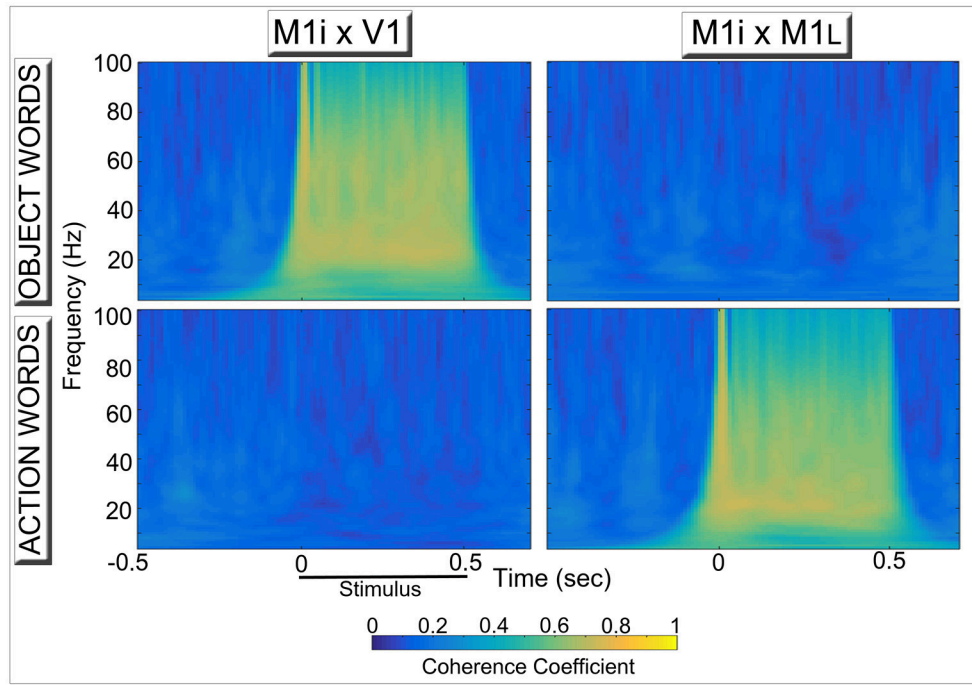 M1i x V1
M1i x M1L
OBJECT WORDS
ACTION WORDS
Frequency (Hz)
100
80
60
40
20
100
80
60
40
20
-0.5
0
0.5
0
0.5
Time (sec)
Stimulus
0
0.2
0.4
0.6
0.8
1
Coherence Coefficient